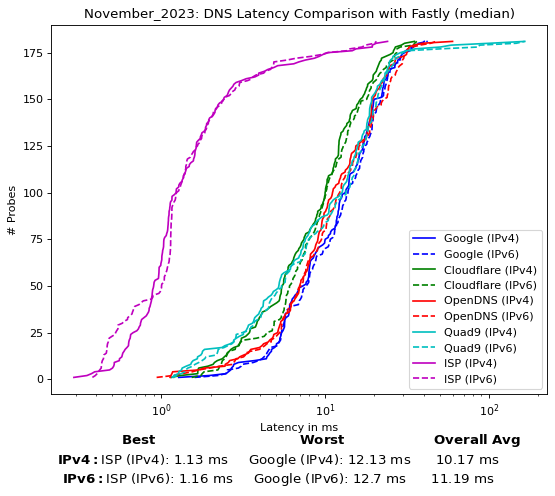 November_2023: DNS Latency Comparison with Fastly (median)
175
150
125
100
75
50
25
0
# Probes
Google (IPv4)
Google (IPv6)
Cloudflare (IPv4)
Cloudflare (IPv6)
OpenDNS (IPv4)
OpenDNS (IPv6)
Quad9 (IPv4)
Quad9 (IPv6)
ISP (IPv4)
ISP (IPv6)
10⁰ 10¹ 10²
Latency in ms
Best Worst Overall Avg
IPv4: ISP (IPv4): 1.13 ms Google (IPv4): 12.13 ms 10.17 ms
IPv6: ISP (IPv6): 1.16 ms Google (IPv6): 12.7 ms 11.19 ms